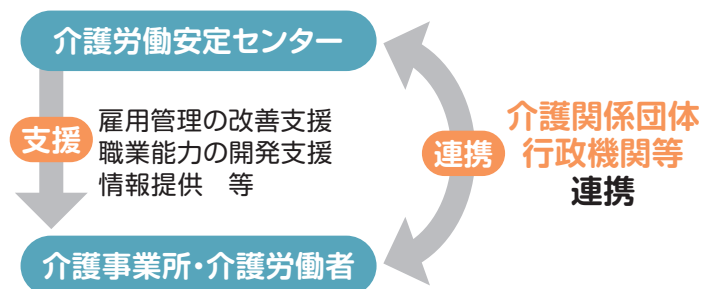 介護労働安定センター
支援
雇用管理の改善支援
職業能力の開発支援
情報提供　等
連携
介護関係団体
行政機関等
連携
介護事業所・介護労働者